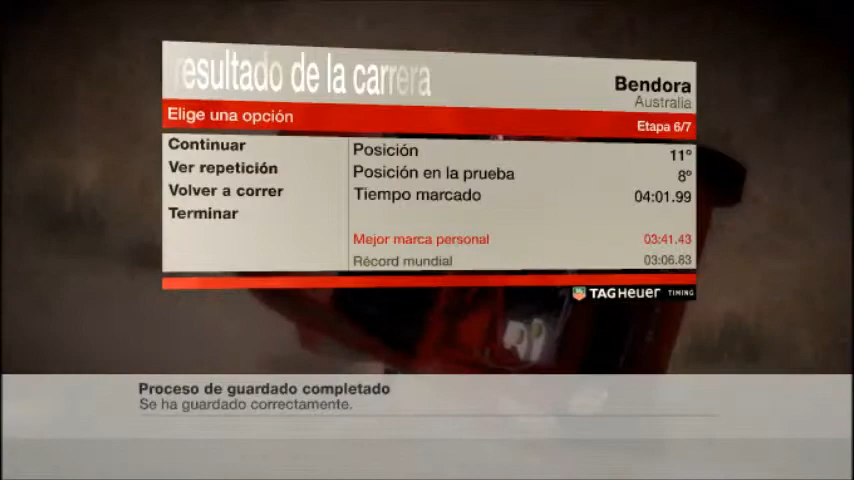 resultado de la carrera
Bendora
Australia
Elige una opción
Etapa 6/7
Continuar
Ver repetición
Volver a correr
Terminar
Posición 11º
Posición en la prueba 8º
Tiempo marcado 04:01.99
Mejor marca personal 03:41.43
Récord mundial 03:06.83
TAGHeuer TIMING
Proceso de guardado completado
Se ha guardado correctamente.